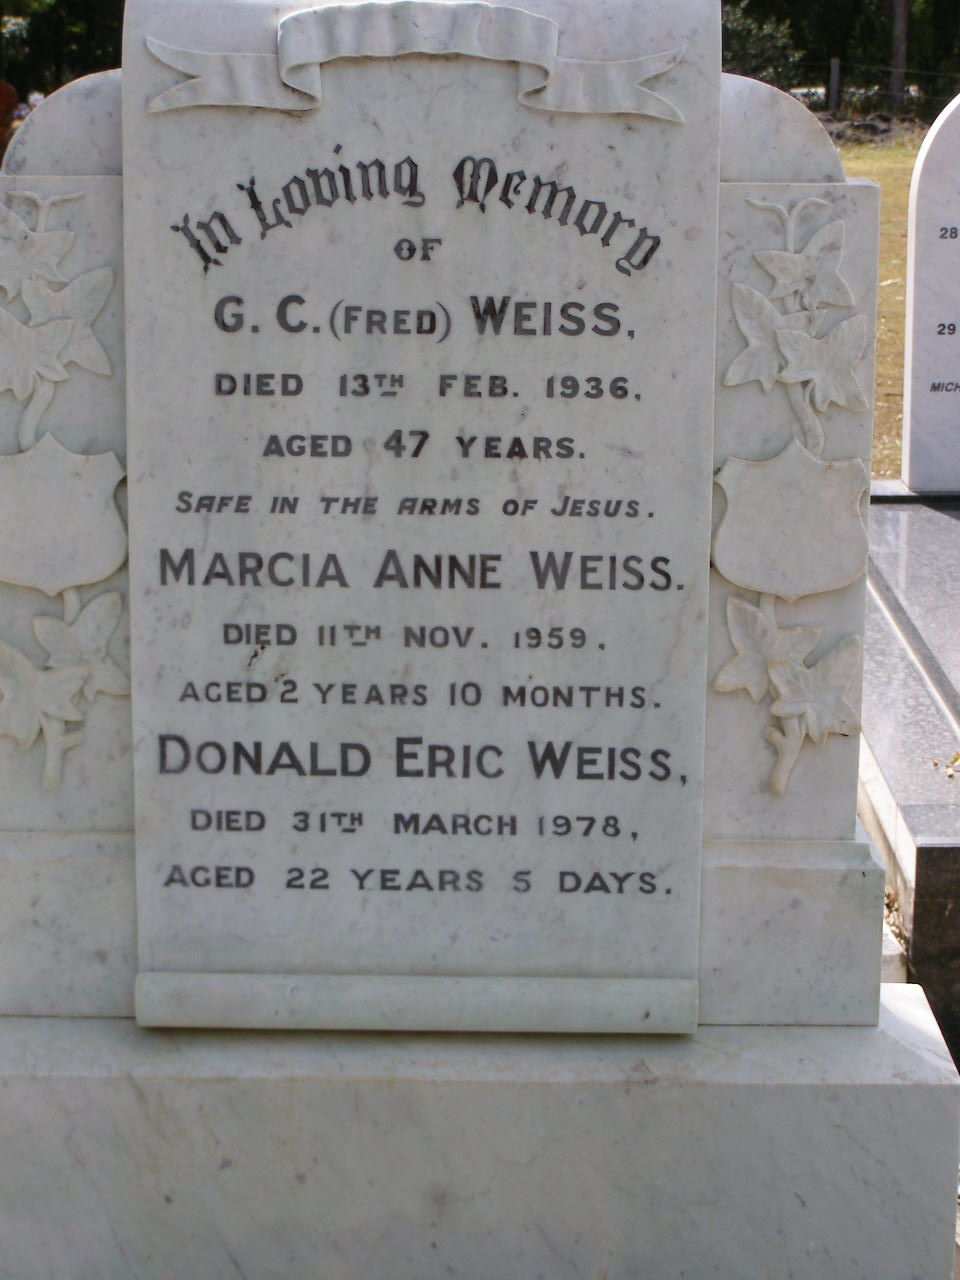 In Loving Memory
OF
G. C. (FRED) WEISS,
DIED 13TH FEB. 1936,
AGED 47 YEARS.
SAFE IN THE ARMS OF JESUS.
MARCIA ANNE WEISS.
DIED 11TH NOV. 1959.
AGED 2 YEARS 10 MONTHS.
DONALD ERIC WEISS,
DIED 31TH MARCH 1978,
AGED 22 YEARS 5 DAYS.
28
29